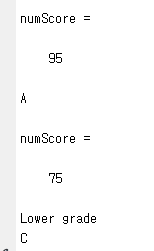 numScore =
95
A
numScore =
75
Lower grade
C